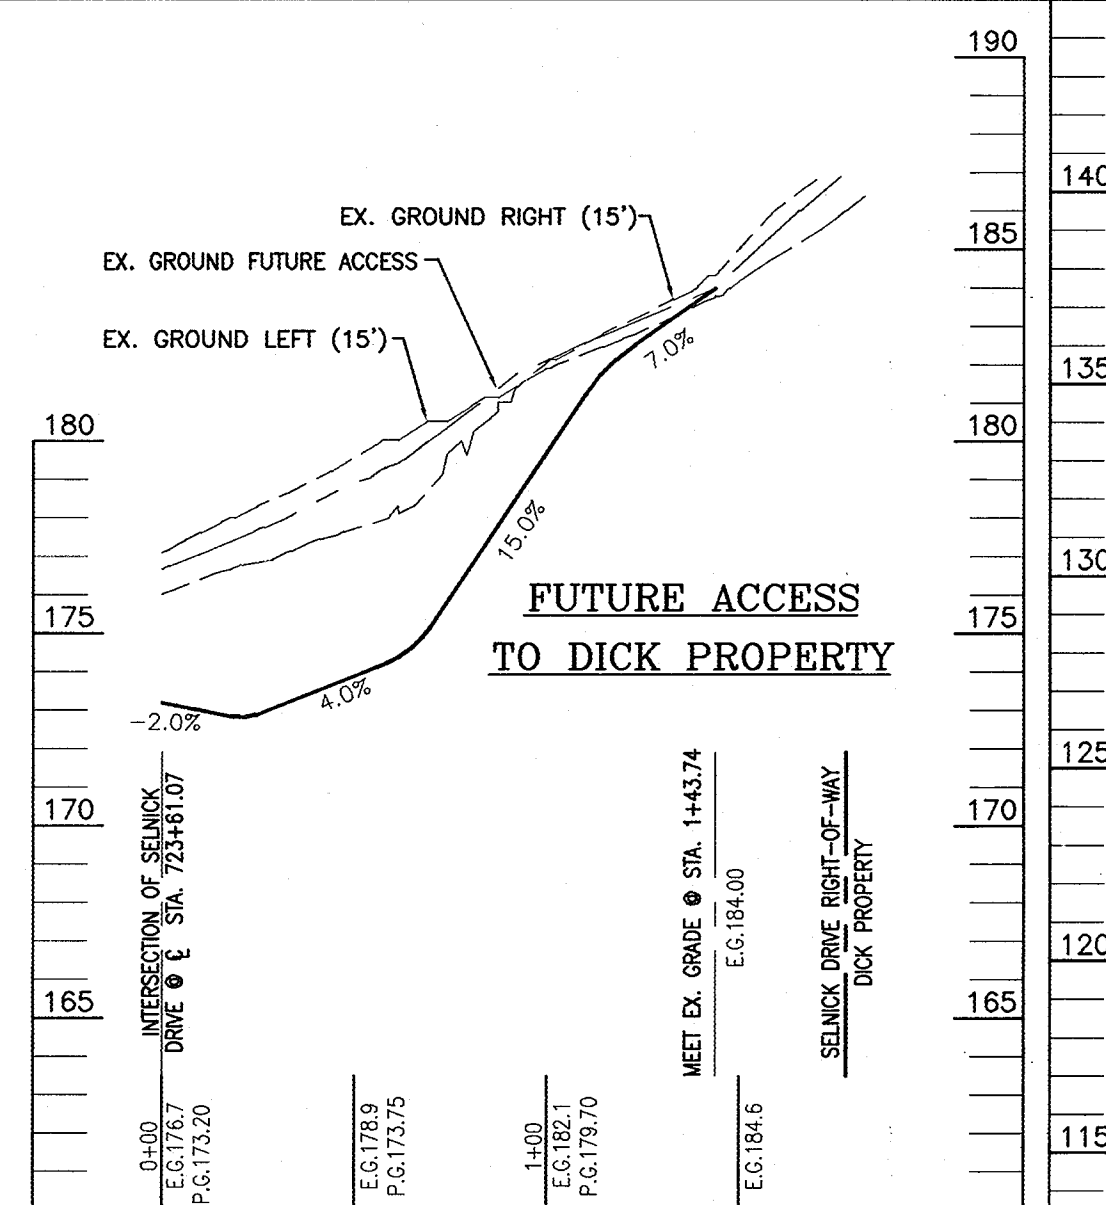 190
140
EX. GROUND RIGHT (15')
185
EX. GROUND FUTURE ACCESS
EX. GROUND LEFT (15')
7.0%
135
180
180
15.0%
130
FUTURE ACCESS
175
175
TO DICK PROPERTY
4.0%
-2.0%
125
170
170
INTERSECTION OF SELNICK
DRIVE @ ℄ STA. 723+61.07
MEET EX. GRADE @ STA. 1+43.74
E.G.184.00
SELNICK DRIVE RIGHT-OF-WAY
DICK PROPERTY
120
165
165
115
0+00
E.G.176.7
P.G.173.20
E.G.178.9
P.G.173.75
1+00
E.G.182.1
P.G.179.70
E.G.184.6